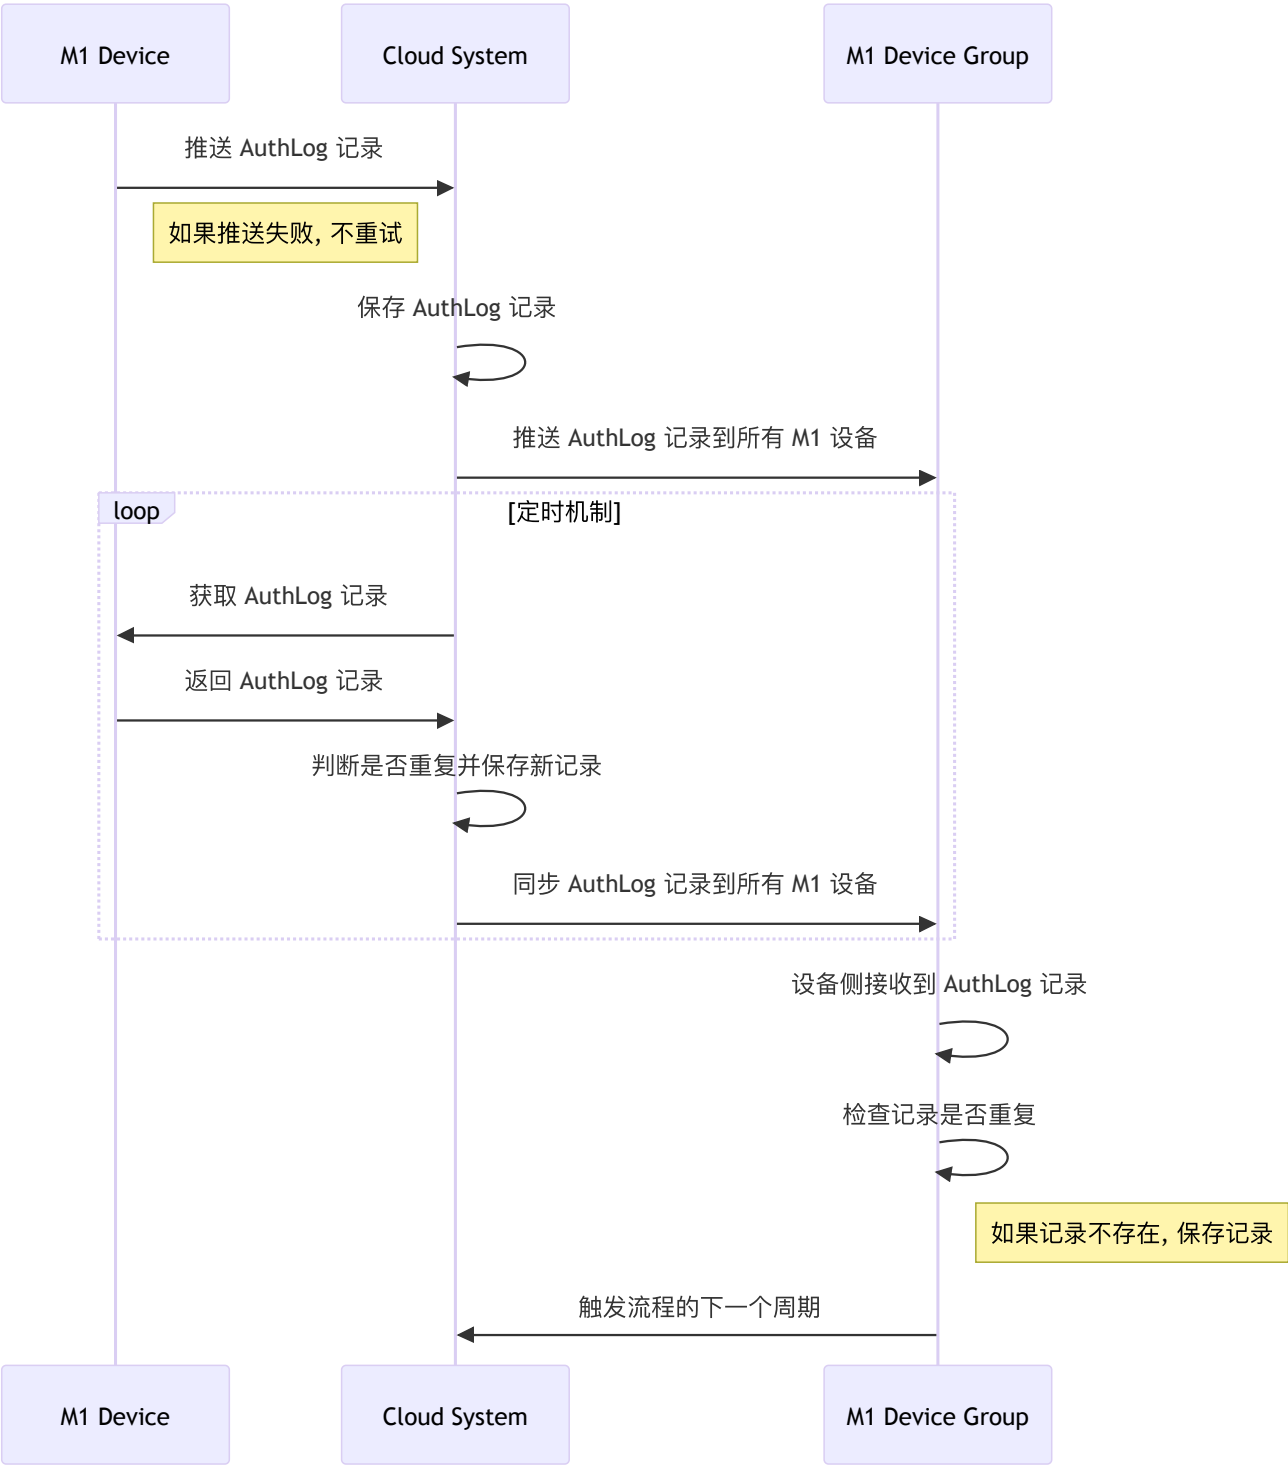 M1 Device
Cloud System
M1 Device Group
推送 AuthLog 记录
如果推送失败, 不重试
保存 AuthLog 记录
推送 AuthLog 记录到所有 M1 设备
loop
[定时机制]
获取 AuthLog 记录
返回 AuthLog 记录
判断是否重复并保存新记录
同步 AuthLog 记录到所有 M1 设备
设备侧接收到 AuthLog 记录
检查记录是否重复
如果记录不存在, 保存记录
触发流程的下一个周期
M1 Device
Cloud System
M1 Device Group